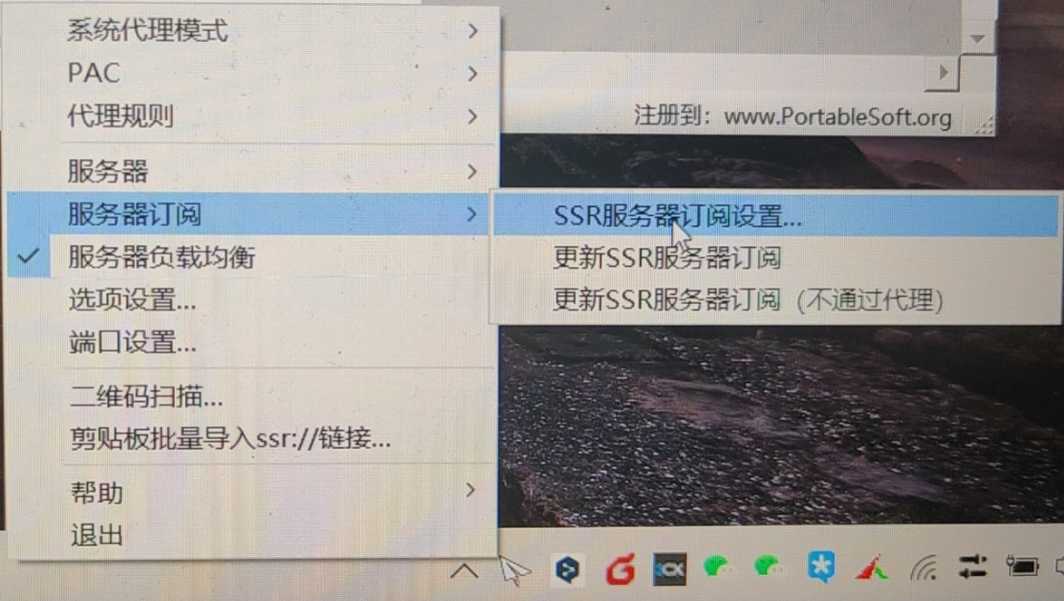 系统代理模式
PAC
代理规则
注册到：www.PortableSoft.org
服务器
服务器订阅
SSR服务器订阅设置...
服务器负载均衡
更新SSR服务器订阅
选项设置...
更新SSR服务器订阅（不通过代理）
端口设置...
二维码扫描...
剪贴板批量导入ssr://链接...
帮助
退出